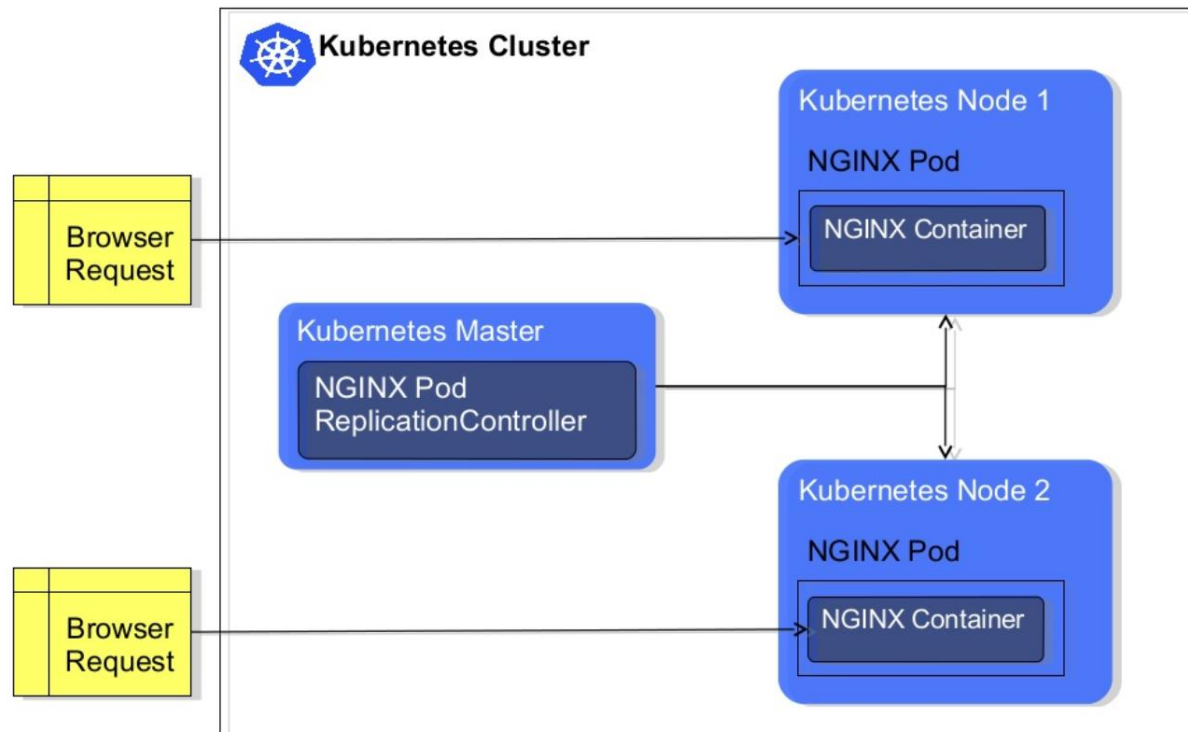 Kubernetes Cluster
Kubernetes Node 1
NGINX Pod
NGINX Container
Browser
Request
Kubernetes Master
NGINX Pod
ReplicationController
Kubernetes Node 2
NGINX Pod
NGINX Container
Browser
Request